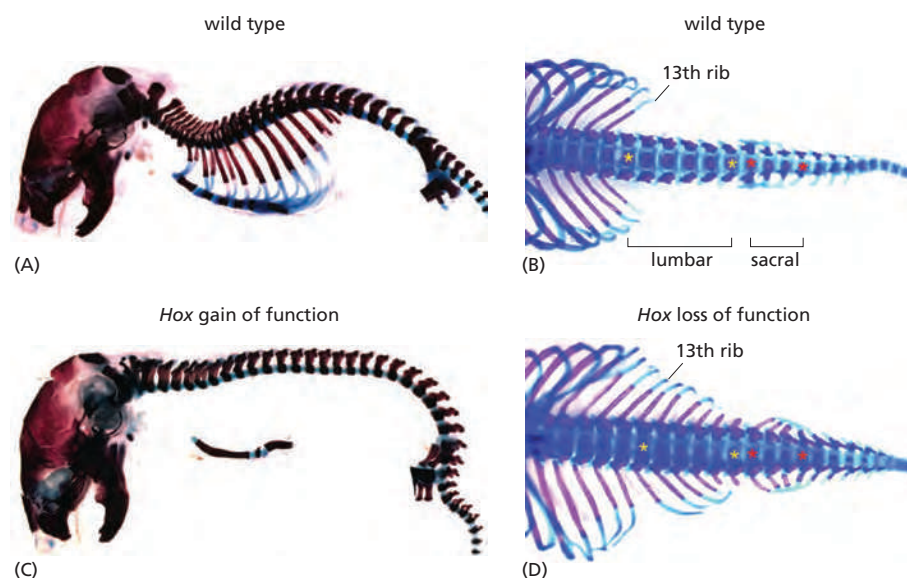 wild type
wild type
13th rib
lumbar
sacral
(A)
(B)
Hox gain of function
Hox loss of function
13th rib
(C)
(D)